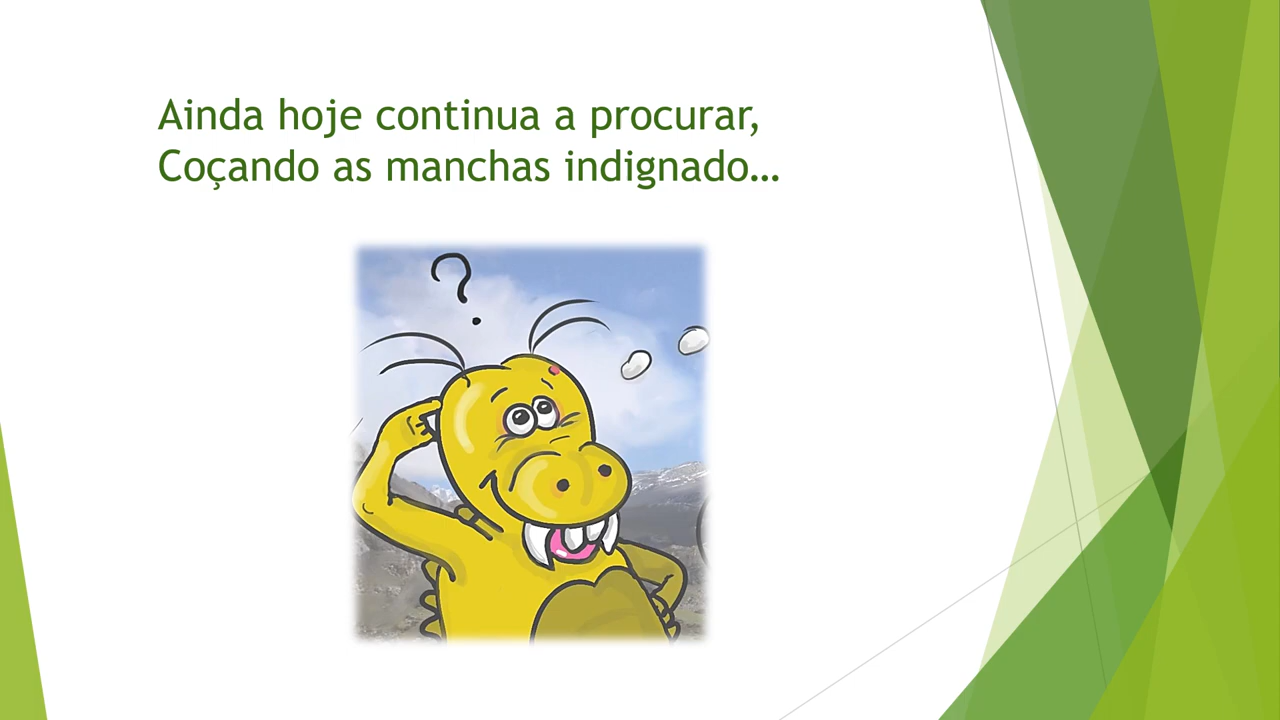 Ainda hoje continua a procurar,
Coçando as manchas indignado…
?